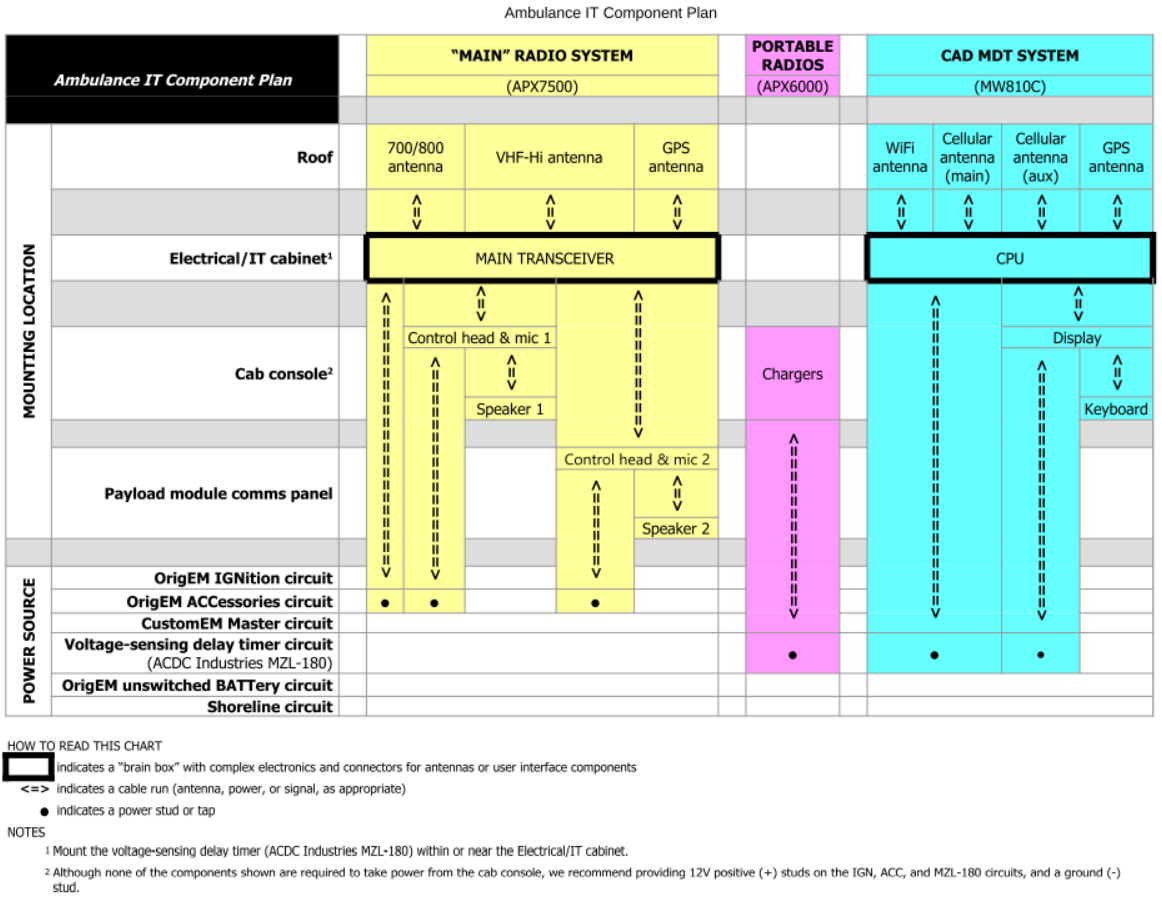 Ambulance IT Component Plan
Ambulance IT Component Plan
“MAIN” RADIO SYSTEM
(APX7500)
PORTABLE
RADIOS
(APX6000)
CAD MDT SYSTEM
(MW810C)
MOUNTING LOCATION
Roof
700/800
antenna
VHF-Hi antenna
GPS
antenna
WiFi
antenna
Cellular
antenna
(main)
Cellular
antenna
(aux)
GPS
antenna
Electrical/IT cabinet¹
MAIN TRANSCEIVER
CPU
Control head & mic 1
Display
Cab console²
Chargers
Speaker 1
Keyboard
Control head & mic 2
Payload module comms panel
Speaker 2
POWER SOURCE
OrigEM IGNition circuit
OrigEM ACCessories circuit
● ● ●
CustomEM Master circuit
Voltage-sensing delay timer circuit
(ACDC Industries MZL-180)
● ● ●
OrigEM unswitched BATTery circuit
Shoreline circuit
HOW TO READ THIS CHART
indicates a “brain box” with complex electronics and connectors for antennas or user interface components
<=> indicates a cable run (antenna, power, or signal, as appropriate)
● indicates a power stud or tap
NOTES
¹ Mount the voltage-sensing delay timer (ACDC Industries MZL-180) within or near the Electrical/IT cabinet.
² Although none of the components shown are required to take power from the cab console, we recommend providing 12V positive (+) studs on the IGN, ACC, and MZL-180 circuits, and a ground (-)
stud.